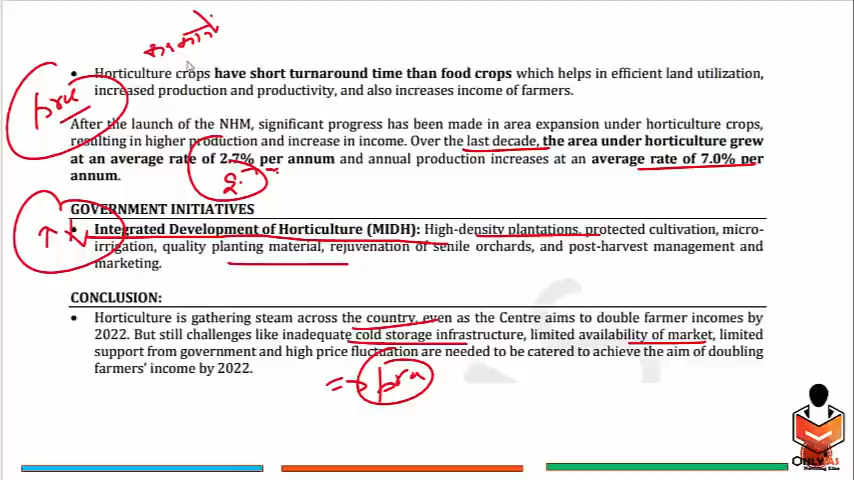 • Horticulture crops have short turnaround time than food crops which helps in efficient land utilization,
increased production and productivity, and also increases income of farmers.
After the launch of the NHM, significant progress has been made in area expansion under horticulture crops,
resulting in higher production and increase in income. Over the last decade, the area under horticulture grew
at an average rate of 2.7% per annum and annual production increases at an average rate of 7.0% per
annum.
GOVERNMENT INITIATIVES
• Integrated Development of Horticulture (MIDH): High-density plantations, protected cultivation, micro-
irrigation, quality planting material, rejuvenation of senile orchards, and post-harvest management and
marketing.
CONCLUSION:
• Horticulture is gathering steam across the country, even as the Centre aims to double farmer incomes by
2022. But still challenges like inadequate cold storage infrastructure, limited availability of market, limited
support from government and high price fluctuation are needed to be catered to achieve the aim of doubling
farmers' income by 2022.
ONLY IAS
Nothing Else